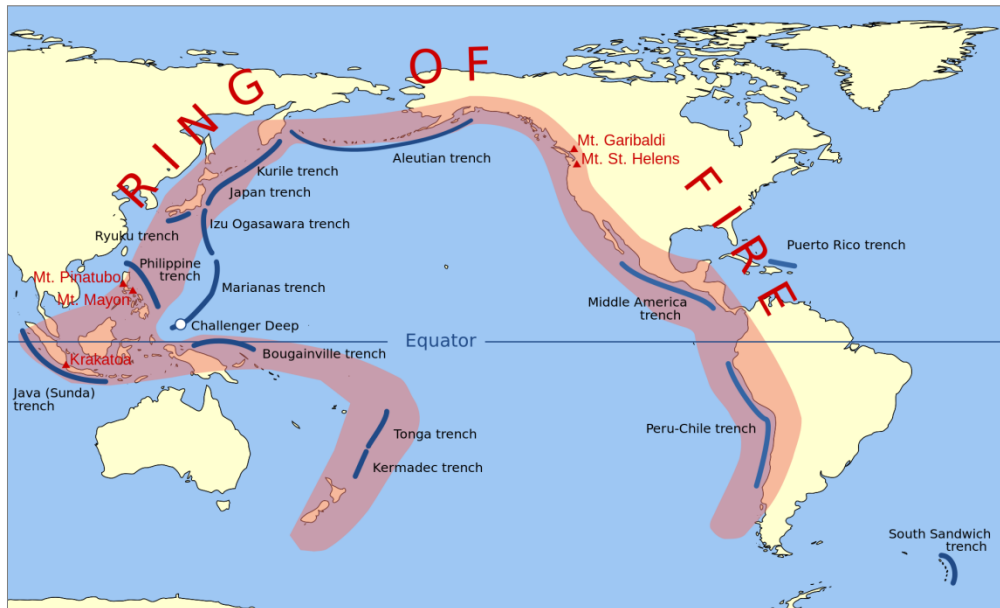 RING OF FIRE
Mt. Garibaldi
Mt. St. Helens
Aleutian trench
Kurile trench
Japan trench
Izu Ogasawara trench
Ryuku trench
Puerto Rico trench
Philippine
trench
Mt. Pinatubo
Mt. Mayon
Marianas trench
Middle America
trench
Challenger Deep
Equator
Bougainville trench
Krakatoa
Java (Sunda)
trench
Peru-Chile trench
Tonga trench
Kermadec trench
South Sandwich
trench